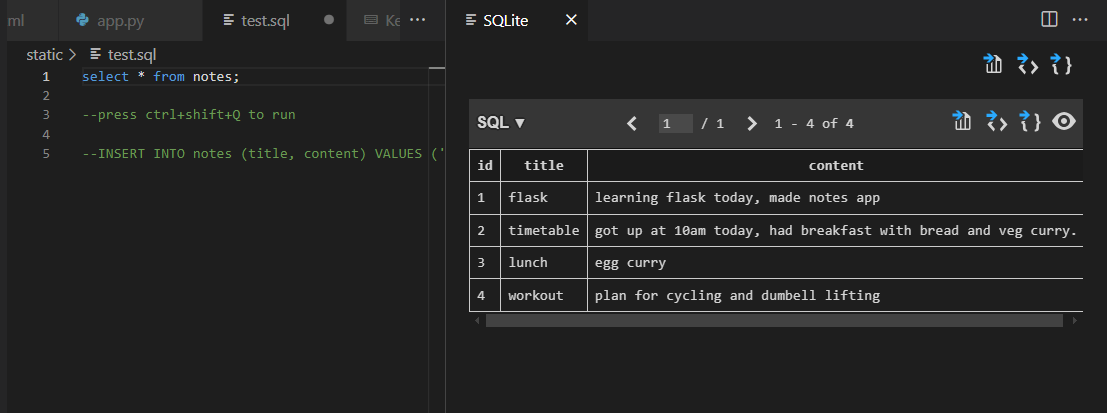 ml app.py test.sql Ke ···
static > test.sql
1 select * from notes;
2
3 --press ctrl+shift+Q to run
4
5 --INSERT INTO notes (title, content) VALUES ('
SQLite
SQL ▼ 1 / 1 1 - 4 of 4
id title content
1 flask learning flask today, made notes app
2 timetable got up at 10am today, had breakfast with bread and veg curry.
3 lunch egg curry
4 workout plan for cycling and dumbell lifting